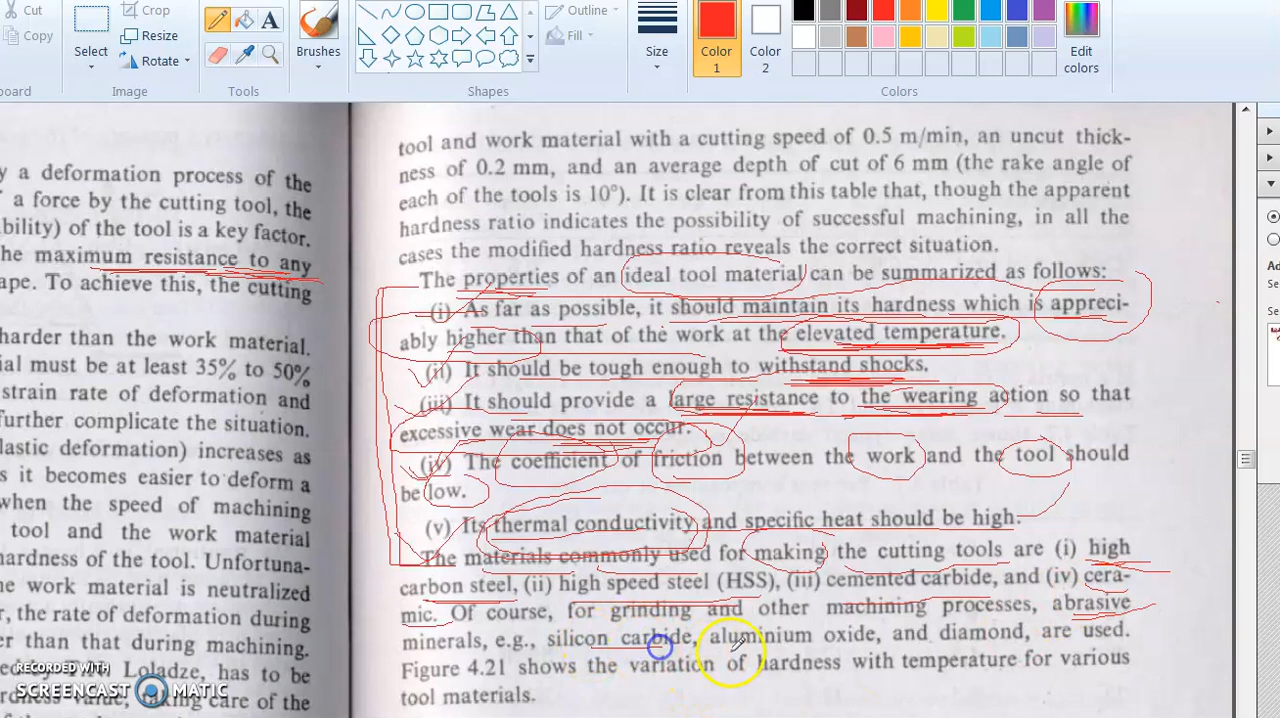 Cut
Copy
oard
Select
Crop
Resize
Rotate
Image
Tools
Brushes
Shapes
Outline
Fill
Size
Color 1
Color 2
Edit colors
Colors
y a deformation process of the
a force by the cutting tool, the
bility) of the tool is a key factor.
he maximum resistance to any
ape. To achieve this, the cutting
harder than the work material.
ial must be at least 35% to 50%
strain rate of deformation and
further complicate the situation.
lastic deformation) increases as
s it becomes easier to deform a
when the speed of machining
tool and the work material
hardness of the tool. Unfortuna-
he work material is neutralized
r, the rate of deformation during
er than that during machining.
Loladze, has to be
aking care of the
tool and work material with a cutting speed of 0.5 m/min, an uncut thick-
ness of 0.2 mm, and an average depth of cut of 6 mm (the rake angle of
each of the tools is 10°). It is clear from this table that, though the apparent
hardness ratio indicates the possibility of successful machining, in all the
cases the modified hardness ratio reveals the correct situation.
The properties of an ideal tool material can be summarized as follows:
(i) As far as possible, it should maintain its hardness which is appreci-
ably higher than that of the work at the elevated temperature.
(ii) It should be tough enough to withstand shocks.
(iii) It should provide a large resistance to the wearing action so that
excessive wear does not occur.
(iv) The coefficient of friction between the work and the tool should
be low.
(v) Its thermal conductivity and specific heat should be high.
The materials commonly used for making the cutting tools are (i) high
carbon steel, (ii) high speed steel (HSS), (iii) cemented carbide, and (iv) cera-
mic. Of course, for grinding and other machining processes, abrasive
minerals, e.g., silicon carbide, aluminium oxide, and diamond, are used.
Figure 4.21 shows the variation of hardness with temperature for various
tool materials.
Ad
Se
Se
RECORDED WITH
SCREENCAST MATIC